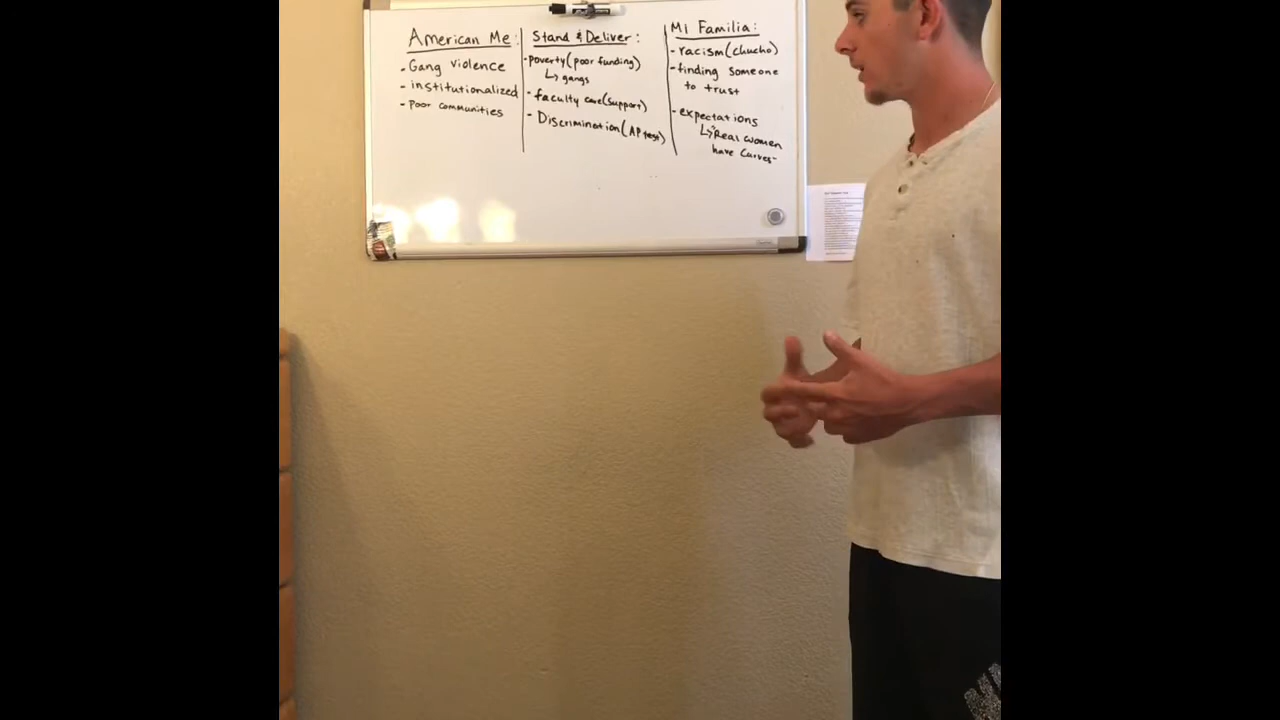 American Me:
- Gang violence
- institutionalized
- poor communities
Stand & Deliver:
- poverty (poor funding)
↳ gangs
- faculty care (support)
- Discrimination (AP test)
Mi Familia:
- racism (chucho)
- finding someone
to trust
- expectations
↳ Real women
have curves